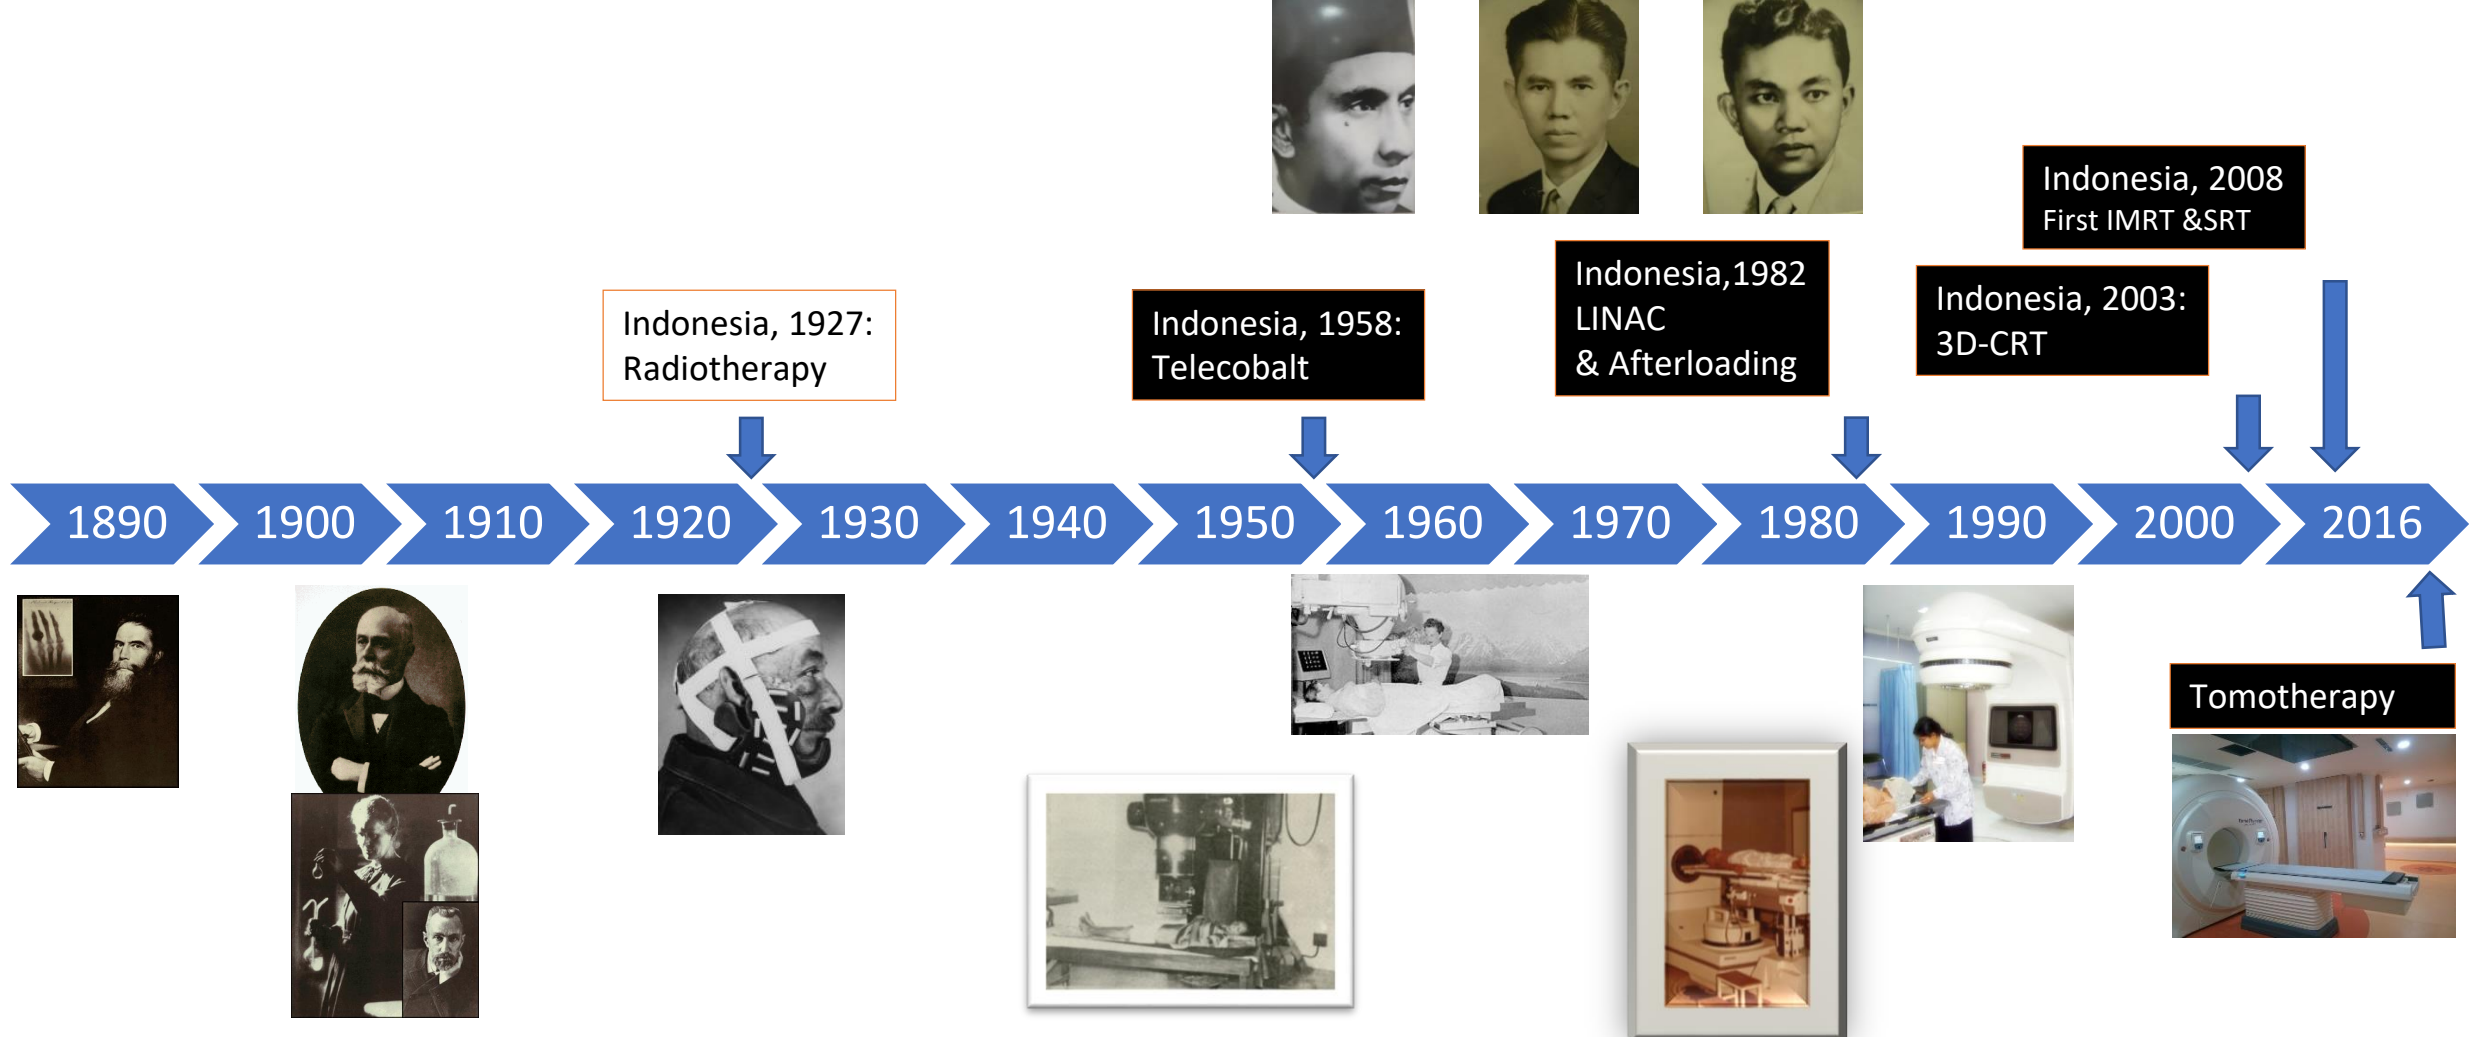 Indonesia, 2008
First IMRT &SRT
Indonesia,1982
LINAC
& Afterloading
Indonesia, 2003:
3D-CRT
Indonesia, 1927:
Radiotherapy
Indonesia, 1958:
Telecobalt
1890
1900
1910
1920
1930
1940
1950
1960
1970
1980
1990
2000
2016
Tomotherapy